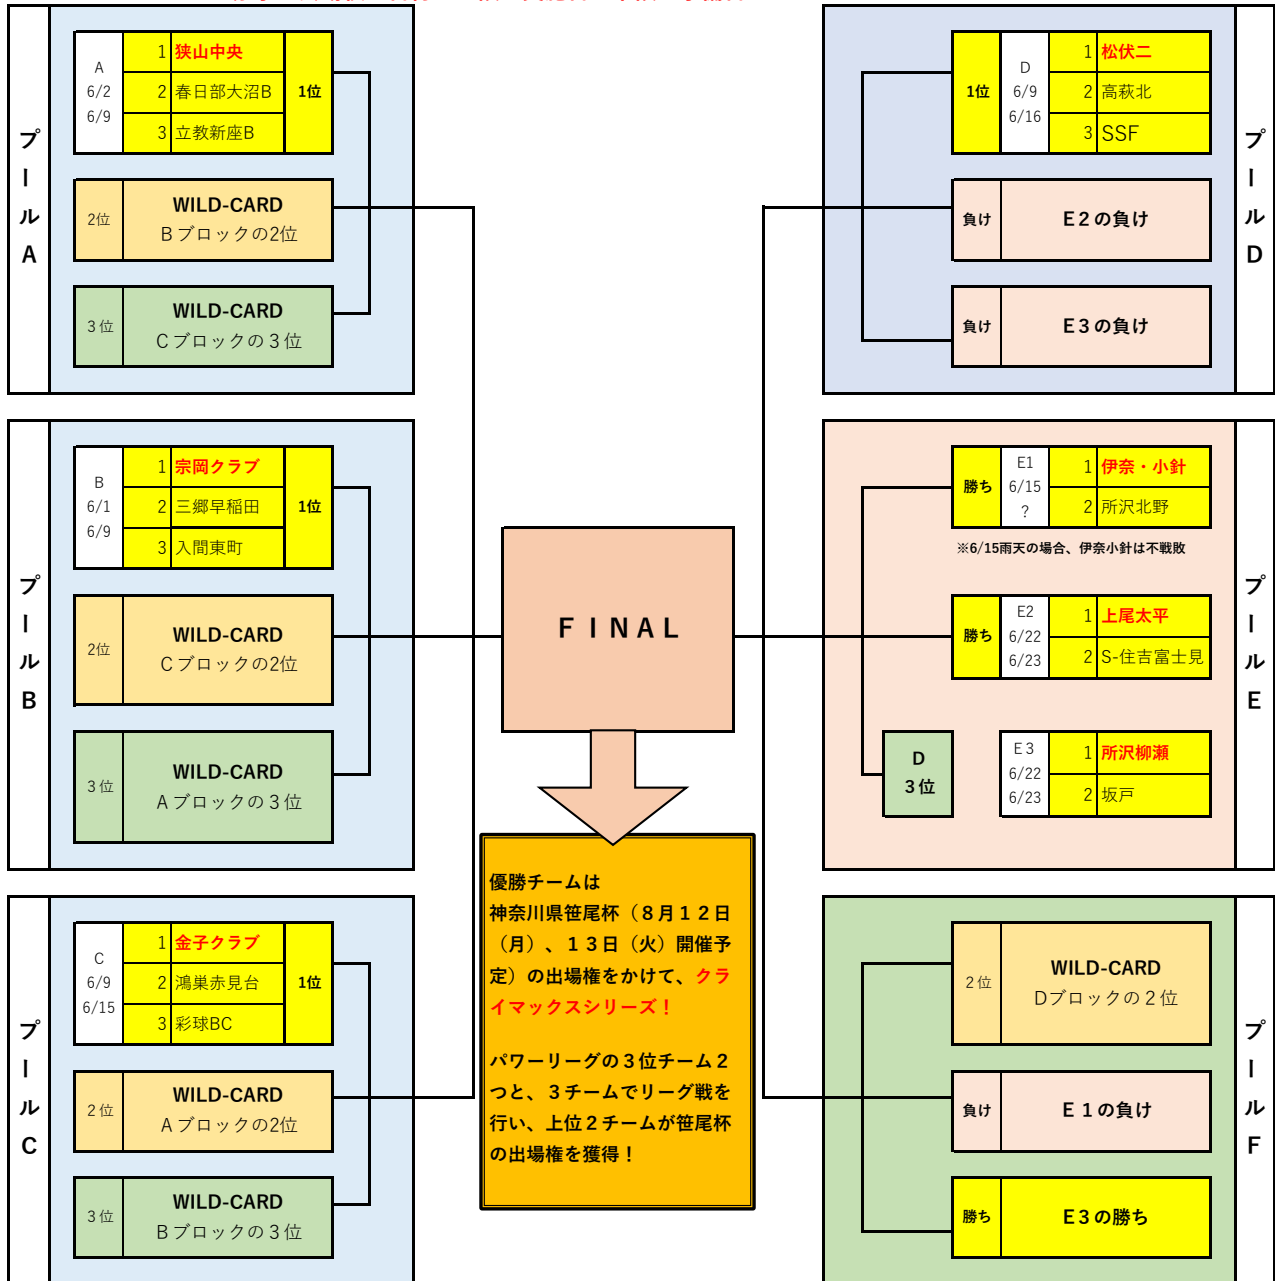 プールA
A
6/2
6/9
1 狭山中央
2 春日部大沼B
3 立教新座B
1位
2位
WILD-CARD
Ｂブロックの2位
３位
WILD-CARD
Ｃブロックの３位
プールB
B
6/1
6/9
1 宗岡クラブ
2 三郷早稲田
3 入間東町
1位
2位
WILD-CARD
Ｃブロックの2位
３位
WILD-CARD
Ａブロックの３位
プールC
C
6/9
6/15
1 金子クラブ
2 鴻巣赤見台
3 彩球BC
1位
２位
WILD-CARD
Ａブロックの2位
３位
WILD-CARD
Ｂブロックの３位
ＦＩＮＡＬ
優勝チームは
神奈川県笹尾杯（８月１２日
（月）、１３日（火）開催予
定）の出場権をかけて、クラ
イマックスシリーズ！
パワーリーグの３位チーム２
つと、３チームでリーグ戦を
行い、上位２チームが笹尾杯
の出場権を獲得！
プールD
1位
D
6/9
6/16
1 松伏二
2 高萩北
3 SSF
負け
Ｅ２の負け
負け
Ｅ３の負け
プールE
勝ち
E1
6/15
？
1 伊奈・小針
2 所沢北野
※6/15雨天の場合、伊奈小針は不戦敗
勝ち
E2
6/22
6/23
1 上尾太平
2 S-住吉富士見
D
３位
E３
6/22
6/23
1 所沢柳瀬
2 坂戸
プールF
２位
WILD-CARD
Dブロックの２位
負け
Ｅ１の負け
勝ち
Ｅ３の勝ち